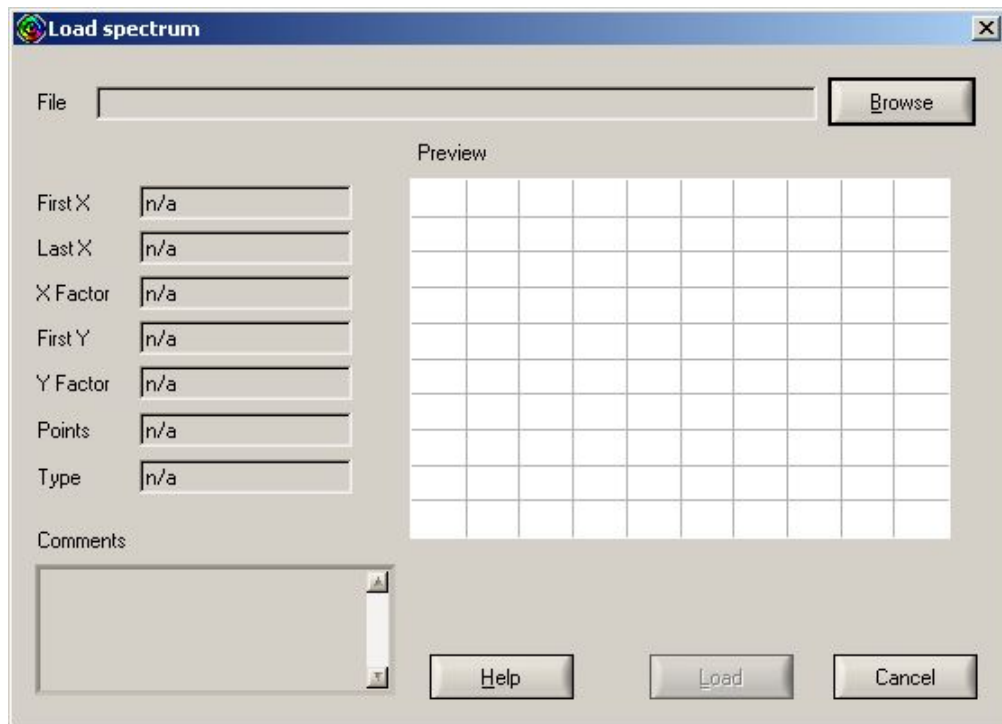 Load spectrum
File
Browse
Preview
First X n/a
Last X n/a
X Factor n/a
First Y n/a
Y Factor n/a
Points n/a
Type n/a
Comments
Help Load Cancel